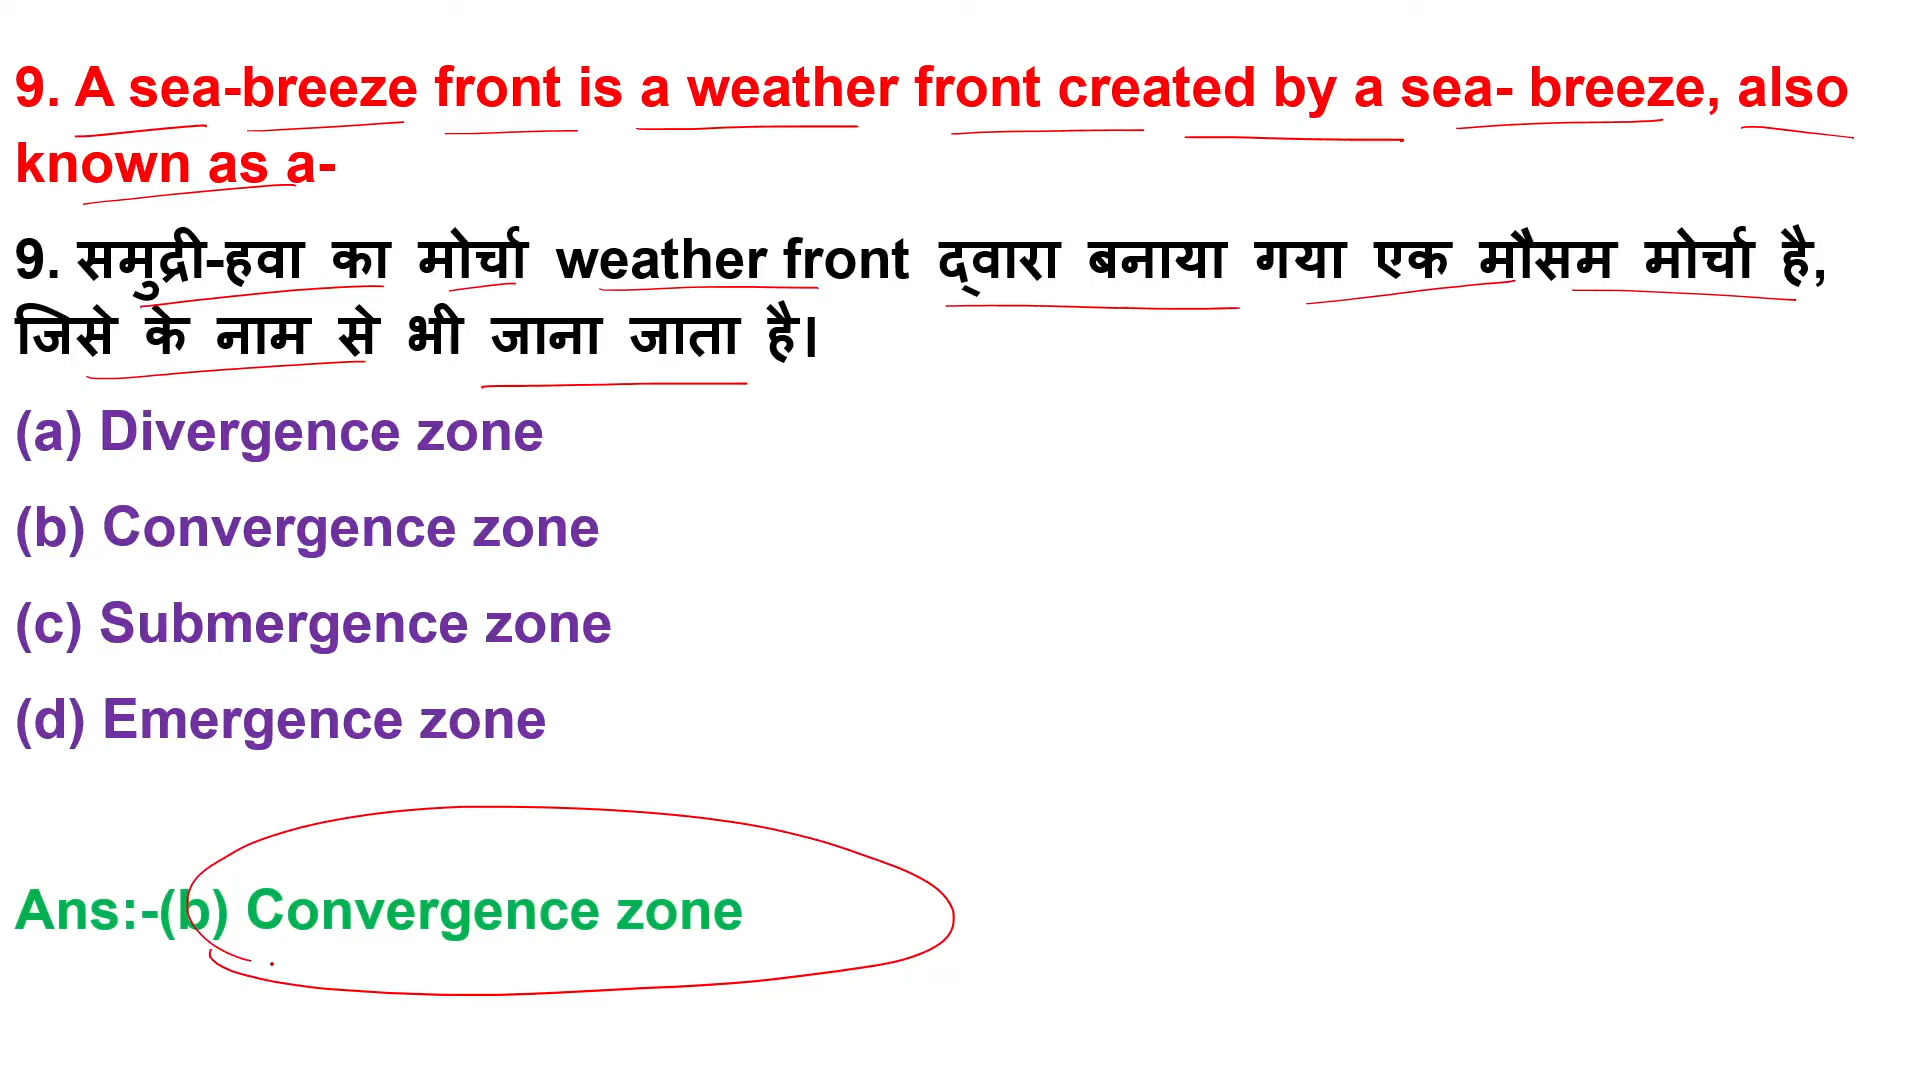 9. A sea-breeze front is a weather front created by a sea- breeze, also
known as a-
9. समुद्री-हवा का मोर्चा weather front द्वारा बनाया गया एक मौसम मोर्चा है,
जिसे के नाम से भी जाना जाता है।
(a) Divergence zone
(b) Convergence zone
(c) Submergence zone
(d) Emergence zone
Ans:-(b) Convergence zone